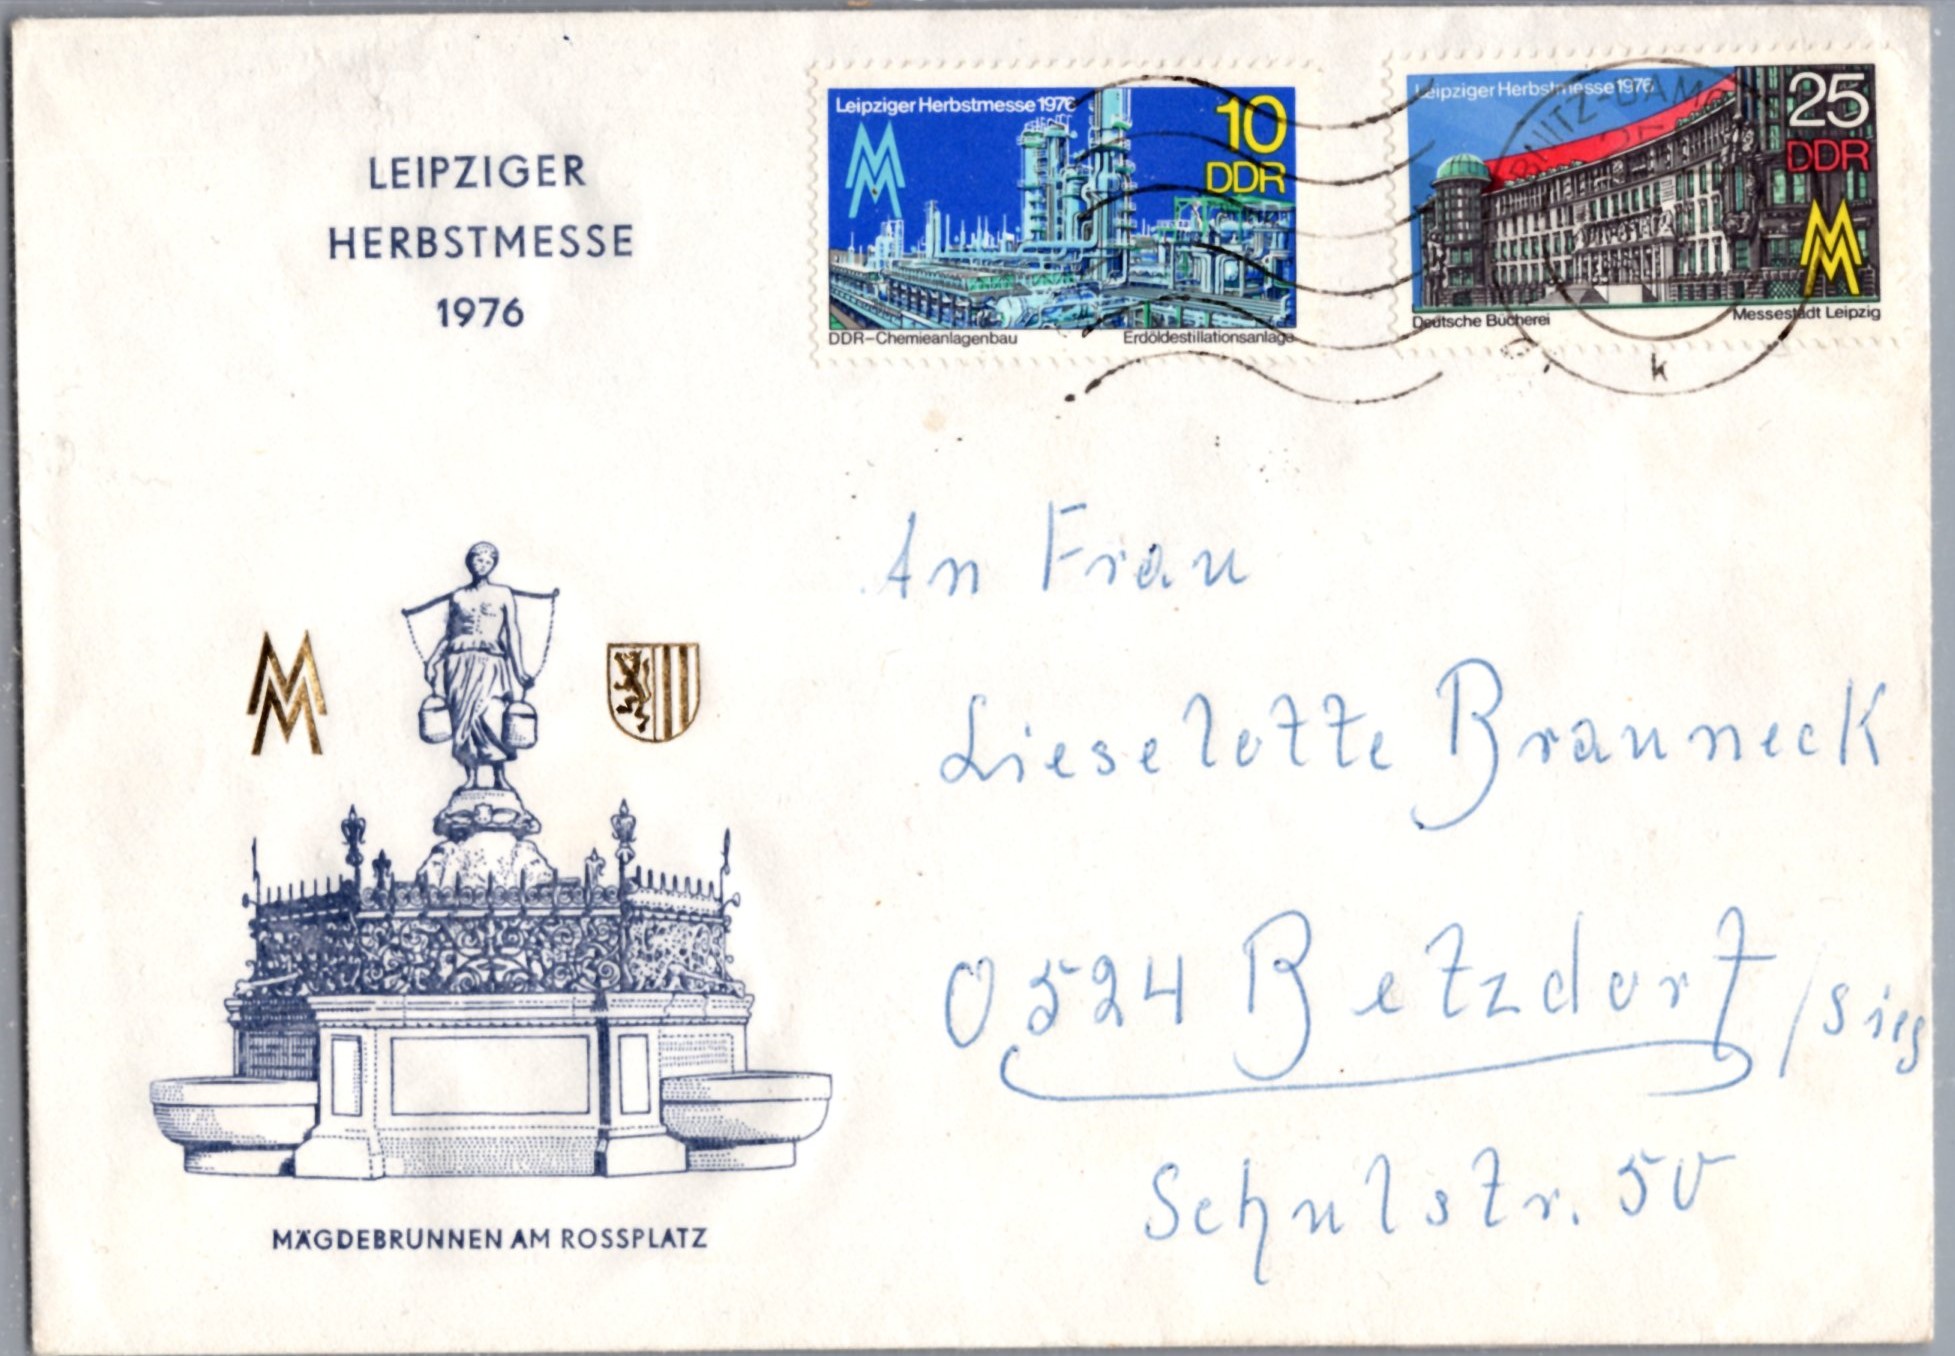 LEIPZIGER
HERBSTMESSE
1976
Leipziger Herbstmesse 1976
10
DDR
DDR-Chemieanlagenbau
Erdöldestillationsanlage
Leipziger Herbstmesse 1976
25
DDR
Deutsche Bücherei
Messestadt Leipzig
k
An Frau
Lieselotte Brauneck
0524 Betzdorf/Sieg
Schulstr. 50
MÄGDEBRUNNEN AM ROSSPLATZ